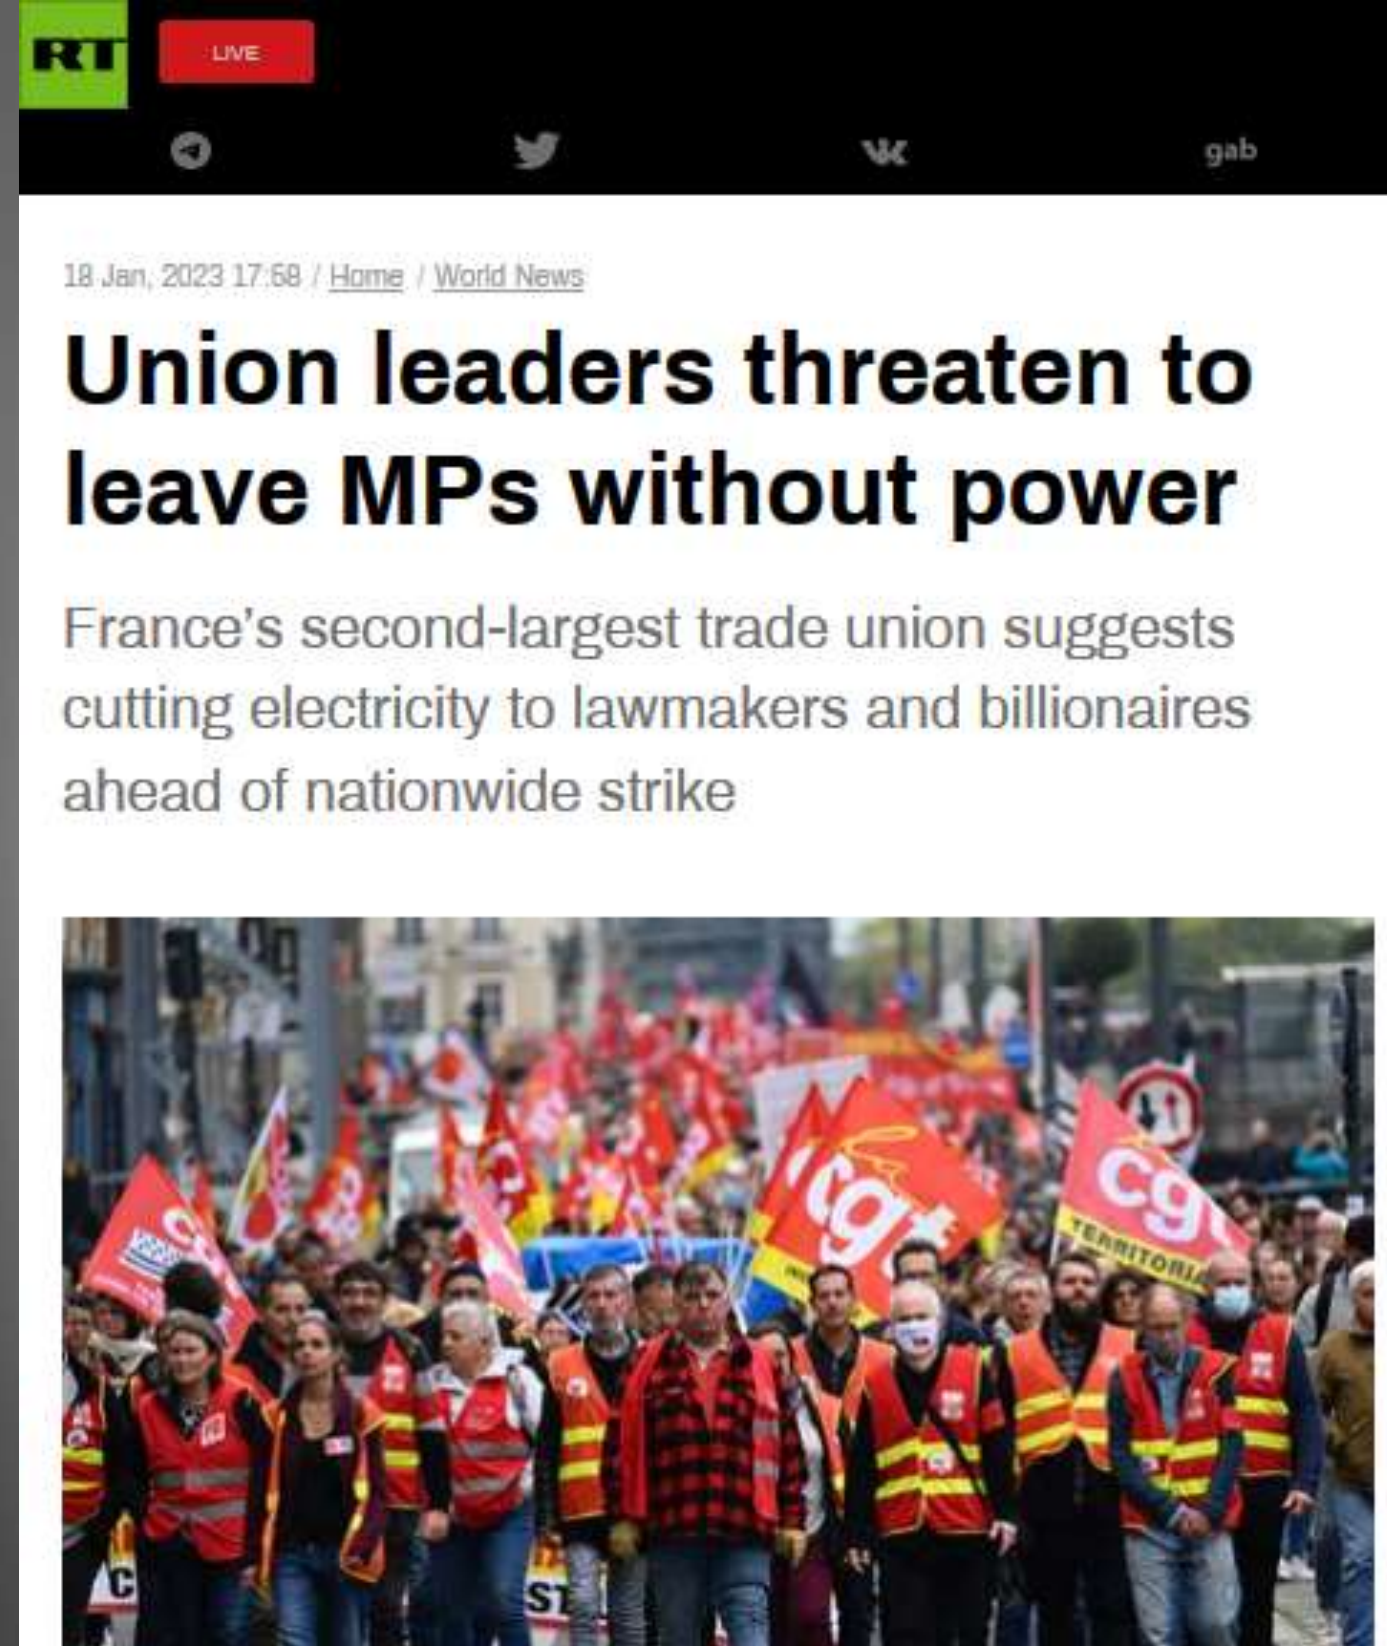 RT
LIVE
gab
18 Jan, 2023 17:58 / Home / World News
Union leaders threaten to
leave MPs without power
France's second-largest trade union suggests
cutting electricity to lawmakers and billionaires
ahead of nationwide strike
cgt
cgt
TERRITORIA
C
ST